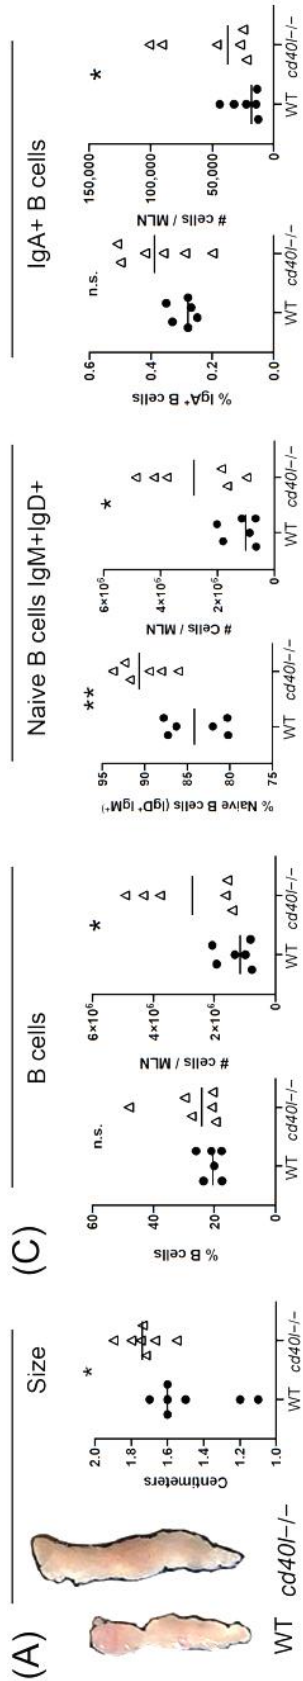 (A)
Size
WT cd40l−/−
Centimeters
2.0
1.8
1.6
1.4
1.2
1.0
*
WT cd40l−/−
(C)
B cells
% B cells
60
40
20
0
n.s.
WT cd40l−/−
# cells / MLN
6×10⁶
4×10⁶
2×10⁶
0
*
WT cd40l−/−
Naive B cells IgM+IgD+
% Naive B cells (IgD⁺ IgM⁺)
95
90
85
80
75
**
WT cd40l−/−
# Cells / MLN
6×10⁶
4×10⁶
2×10⁶
0
*
WT cd40l−/−
IgA+ B cells
% IgA⁺ B cells
0.6
0.4
0.2
0.0
n.s.
WT cd40l−/−
# cells / MLN
150,000
100,000
50,000
0
*
WT cd40l−/−